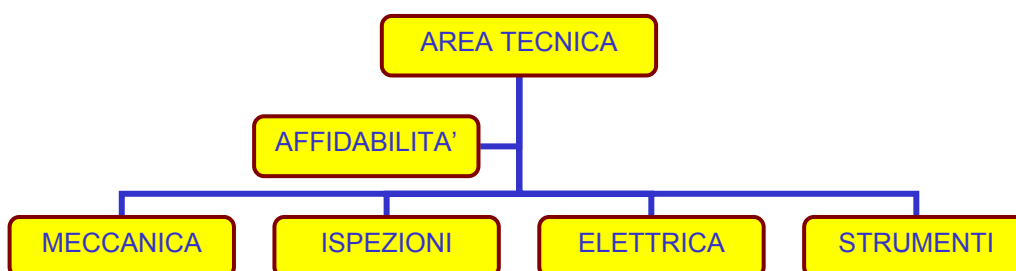 AREA TECNICA
AFFIDABILITA’
MECCANICA
ISPEZIONI
ELETTRICA
STRUMENTI